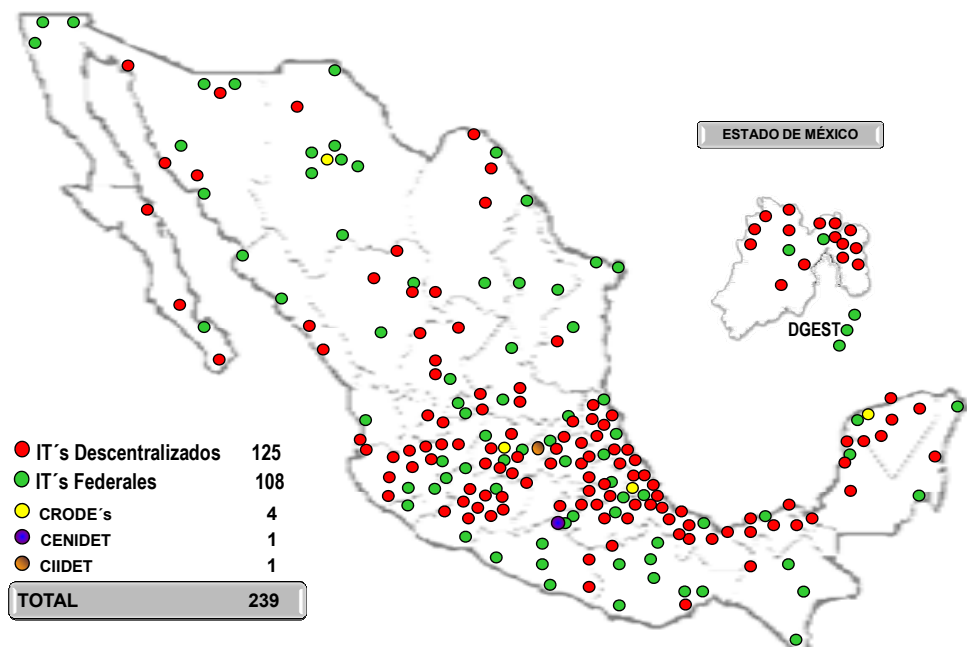 ESTADO DE MÉXICO
DGEST
IT´s Descentralizados 125
IT´s Federales 108
CRODE´s 4
CENIDET 1
CIIDET 1
TOTAL 239